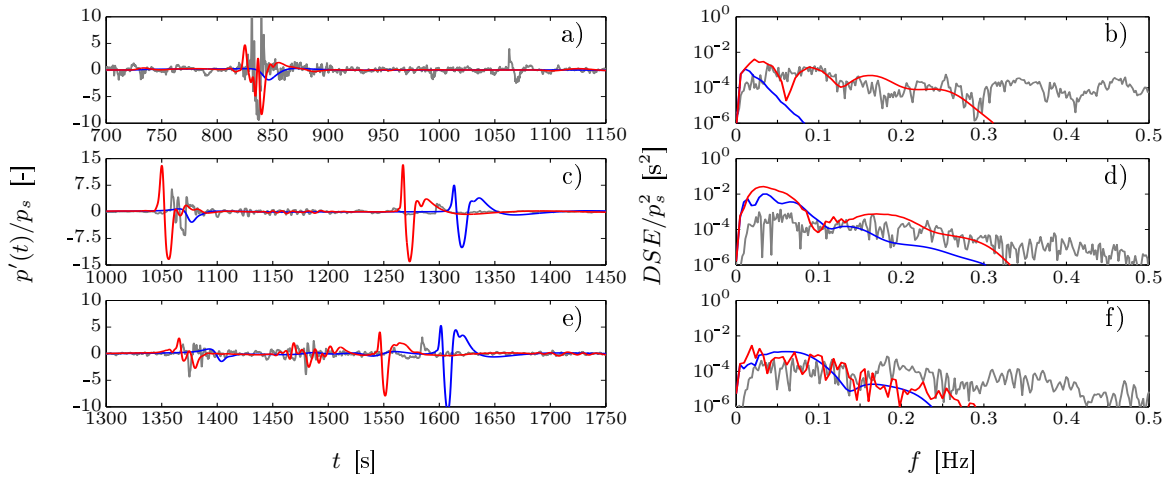 10
5
0
-5
-10
a)
700 750 800 850 900 950 1000 1050 1100 1150
15
7.5
0
-7.5
-15
c)
1000 1050 1100 1150 1200 1250 1300 1350 1400 1450
10
5
0
-5
-10
e)
1300 1350 1400 1450 1500 1550 1600 1650 1700 1750
p′(t)/p_s [-]
t [s]
10^0
10^-2
10^-4
10^-6
b)
0 0.1 0.2 0.3 0.4 0.5
10^0
10^-2
10^-4
10^-6
d)
0 0.1 0.2 0.3 0.4 0.5
10^0
10^-2
10^-4
10^-6
f)
0 0.1 0.2 0.3 0.4 0.5
DSE/p_s^2 [s^2]
f [Hz]